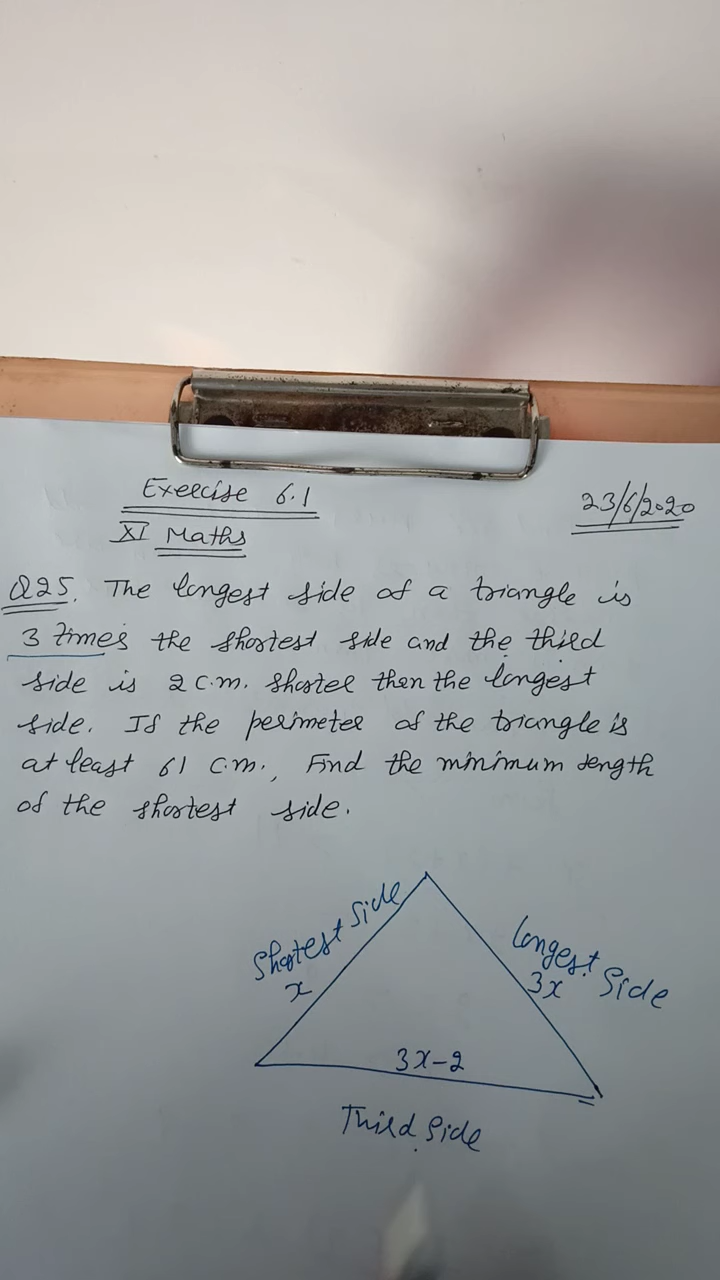 Exercise 6.1
23/6/2020
XI Maths
Q25. The longest side of a triangle is
3 times the shortest side and the third
side is 2 c.m. shorter then the longest
side. If the perimeter of the triangle is
at least 61 c.m., Find the minimum length
of the shortest side.
Shortest Side
x
Longest Side
3x
3x-2
Third Side